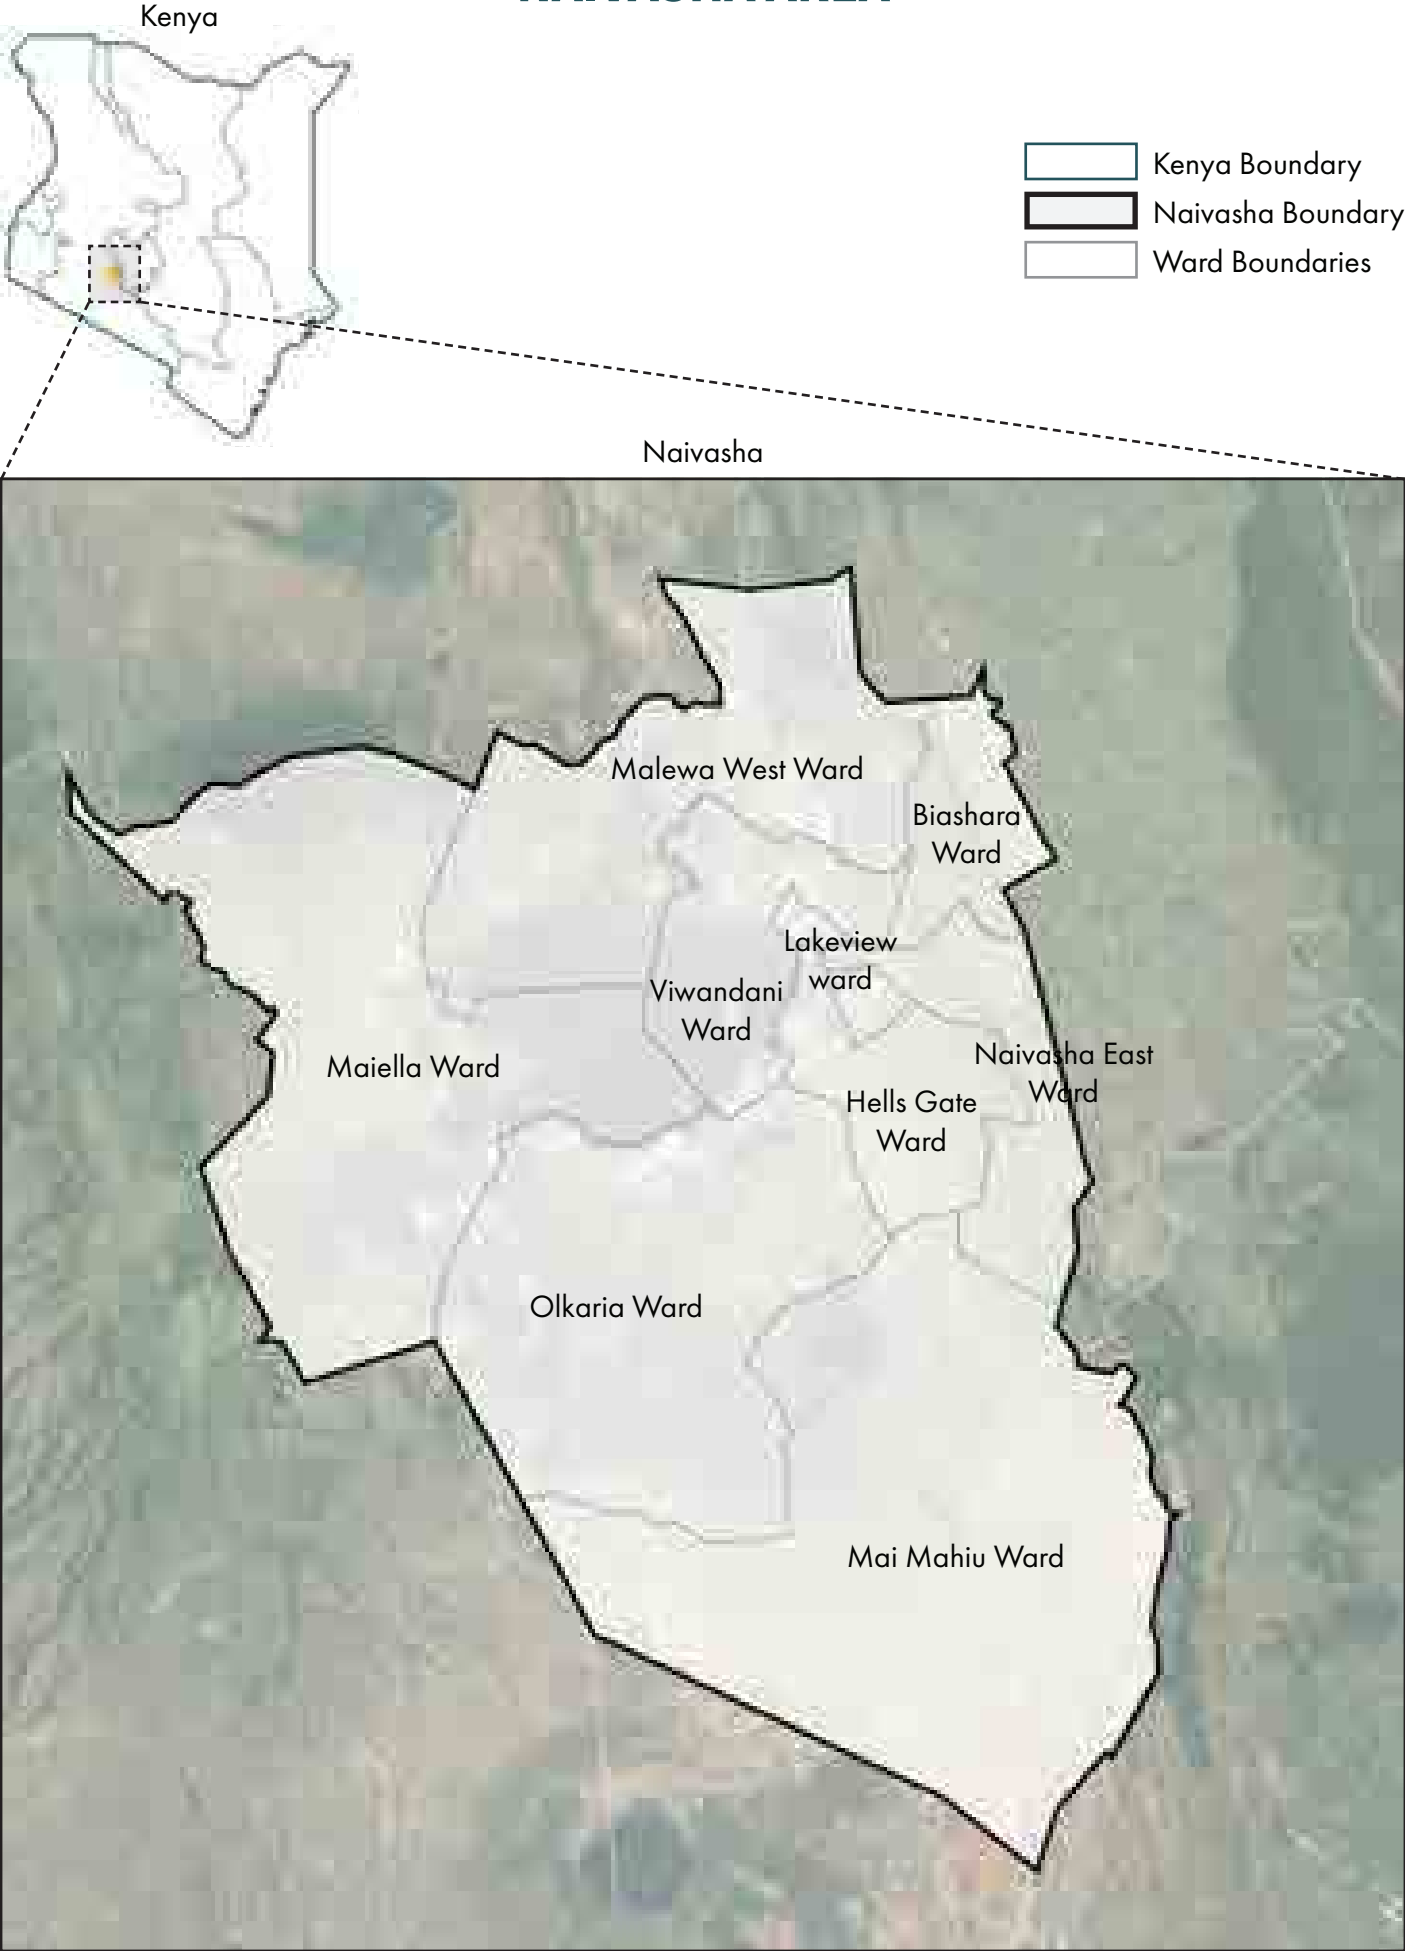 Kenya
Kenya Boundary
Naivasha Boundary
Ward Boundaries
Naivasha
Malewa West Ward
Biashara
Ward
Lakeview
ward
Viwandani
Ward
Maiella Ward
Naivasha East
Ward
Hells Gate
Ward
Olkaria Ward
Mai Mahiu Ward